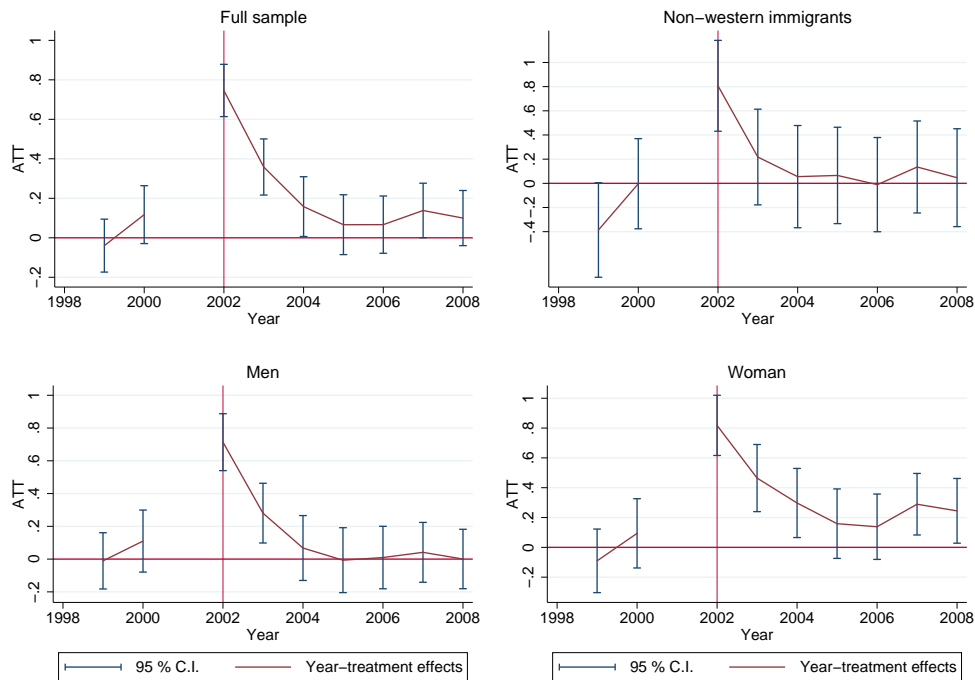 Full sample
ATT
1
.8
.6
.4
.2
0
-.2
1998 2000 2002 2004 2006 2008
Year
Non-western immigrants
ATT
1
.8
.6
.4
.2
0
-.2
-.4
1998 2000 2002 2004 2006 2008
Year
Men
ATT
1
.8
.6
.4
.2
0
-.2
1998 2000 2002 2004 2006 2008
Year
Woman
ATT
1
.8
.6
.4
.2
0
-.2
1998 2000 2002 2004 2006 2008
Year
95 % C.I. Year-treatment effects
95 % C.I. Year-treatment effects